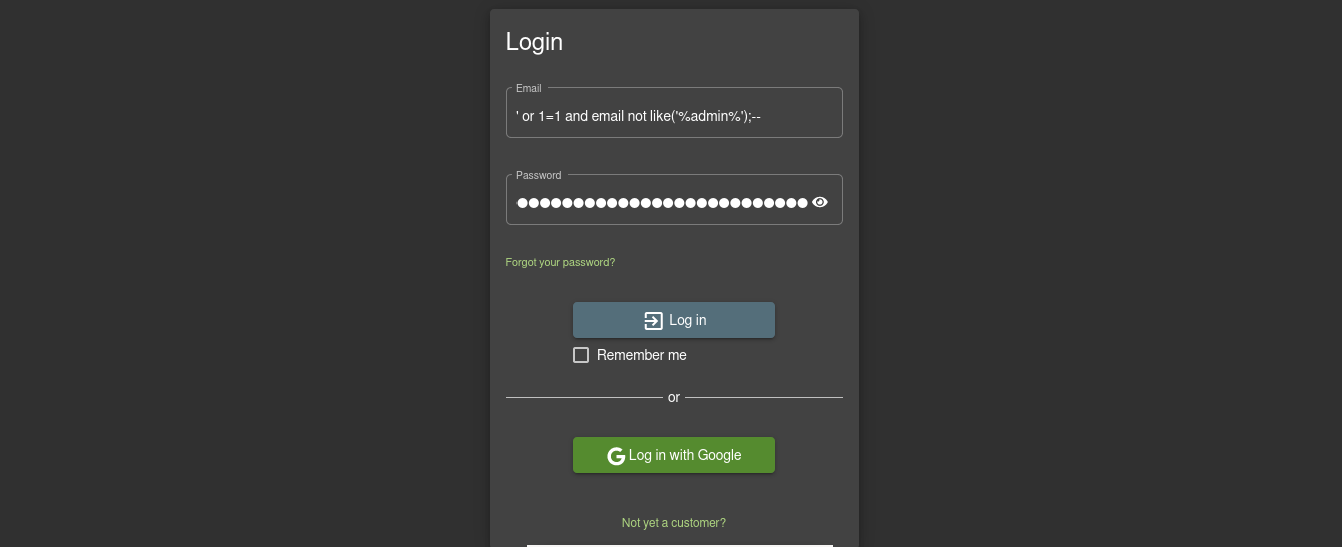 Login
Email
' or 1=1 and email not like('%admin%');--
Password
Forgot your password?
Log in
Remember me
or
Log in with Google
Not yet a customer?